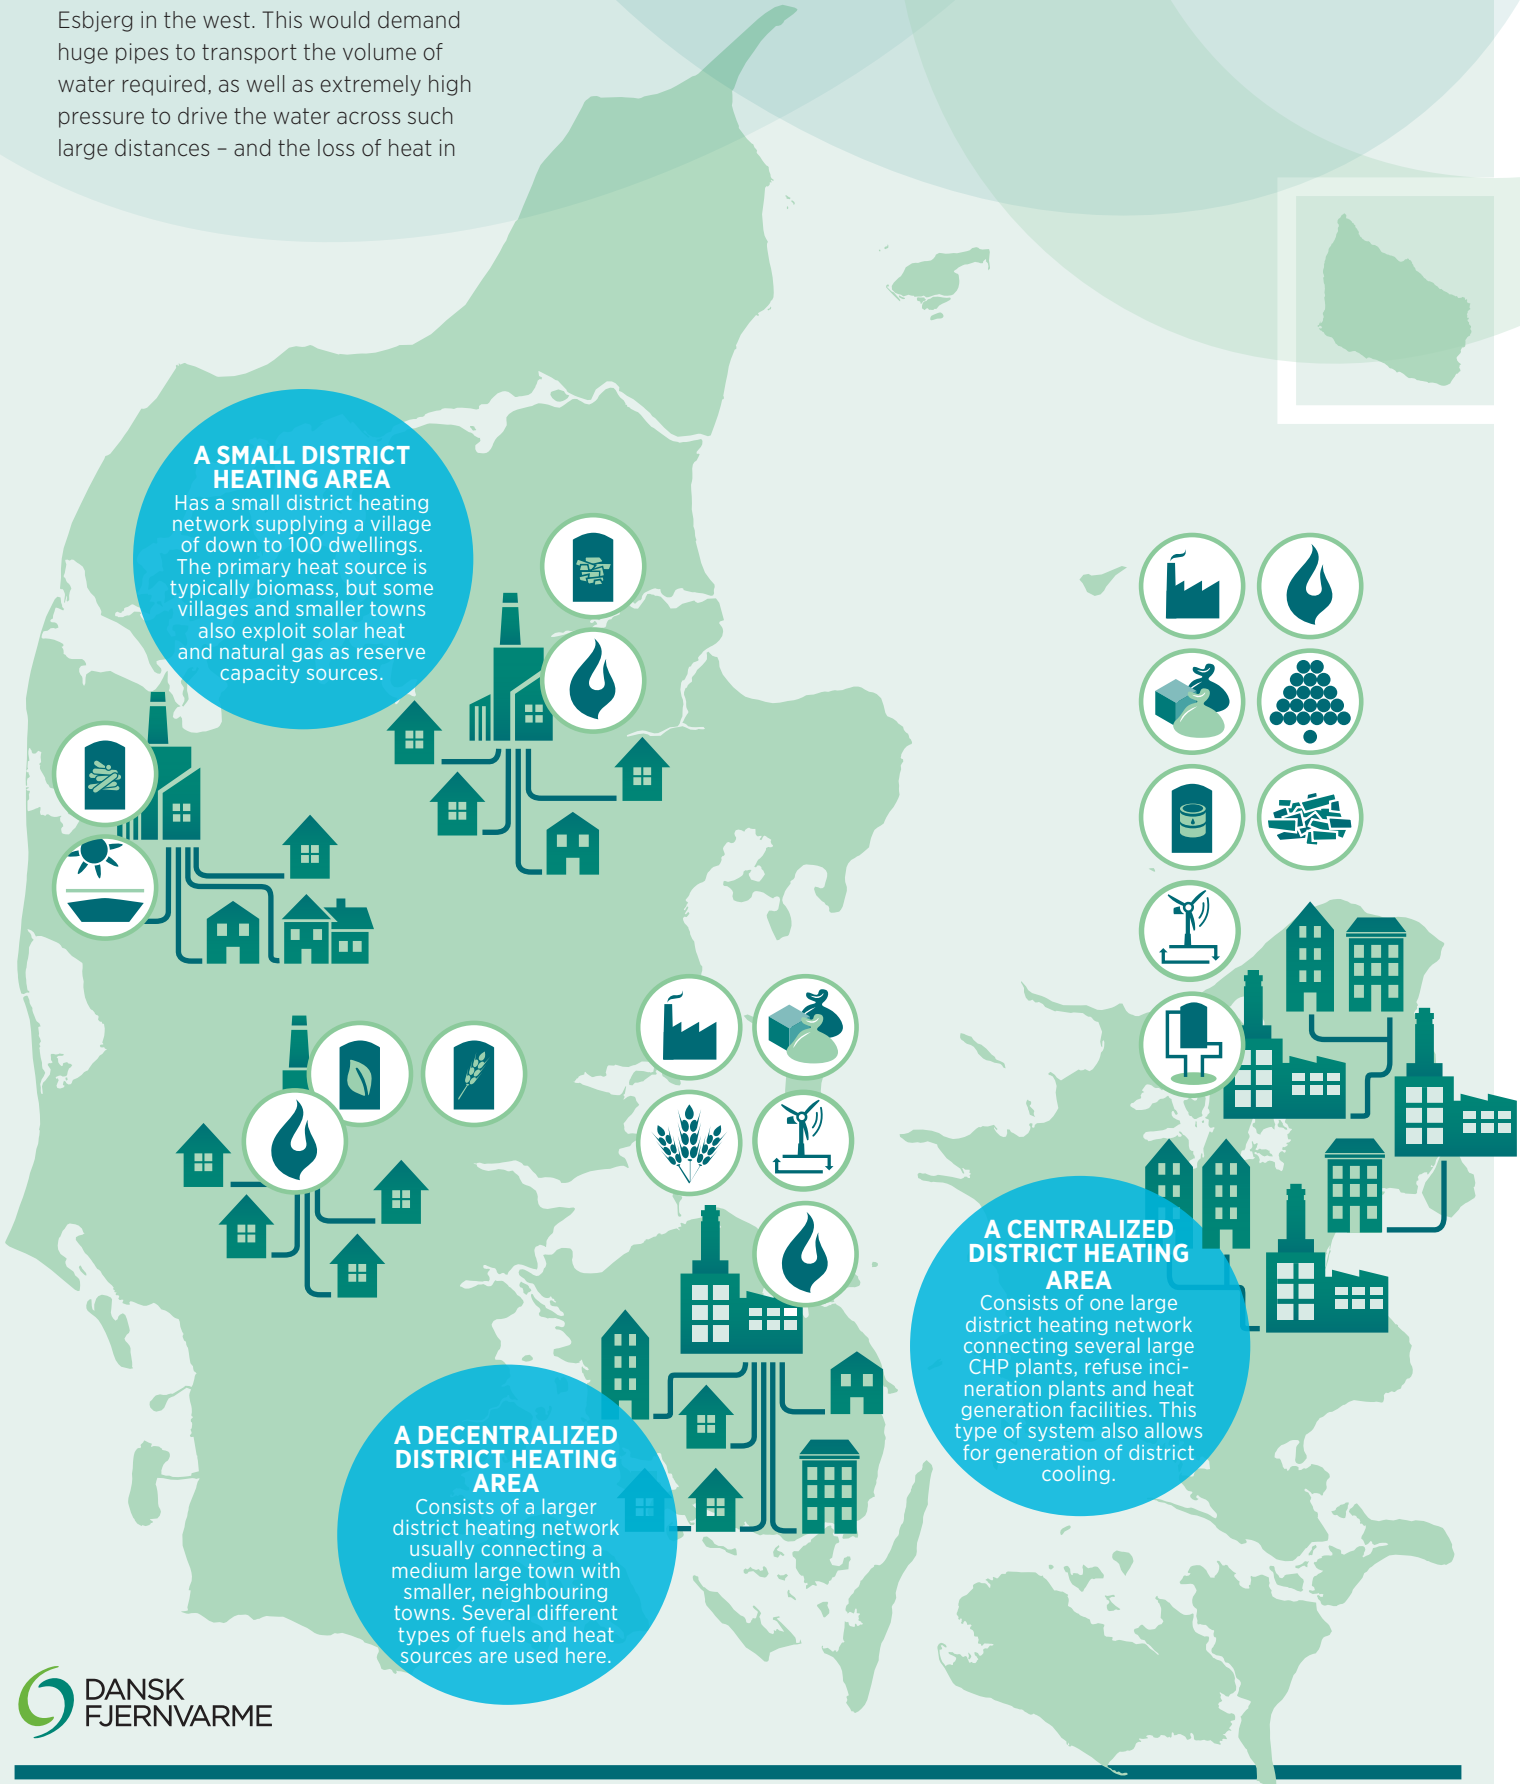 Esbjerg in the west. This would demand
huge pipes to transport the volume of
water required, as well as extremely high
pressure to drive the water across such
large distances – and the loss of heat in
A SMALL DISTRICT
HEATING AREA
Has a small district heating
network supplying a village
of down to 100 dwellings.
The primary heat source is
typically biomass, but some
villages and smaller towns
also exploit solar heat
and natural gas as reserve
capacity sources.
A CENTRALIZED
DISTRICT HEATING
AREA
Consists of one large
district heating network
connecting several large
CHP plants, refuse inci-
neration plants and heat
generation facilities. This
type of system also allows
for generation of district
cooling.
A DECENTRALIZED
DISTRICT HEATING
AREA
Consists of a larger
district heating network
usually connecting a
medium large town with
smaller, neighbouring
towns. Several different
types of fuels and heat
sources are used here.
DANSK
FJERNVARME